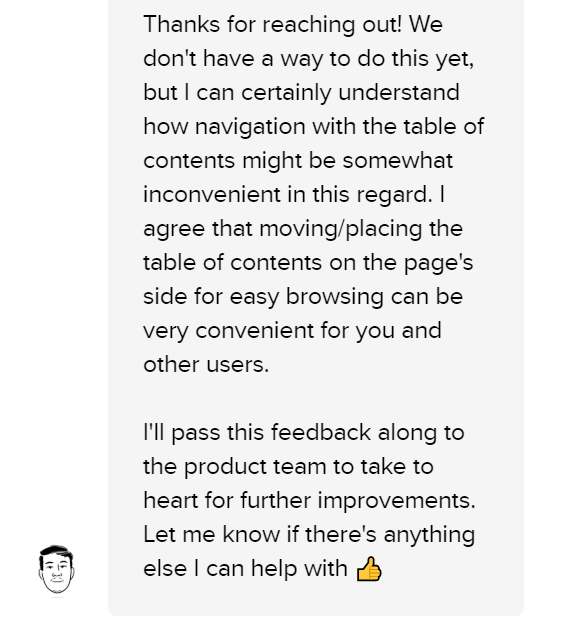 Thanks for reaching out! We
don't have a way to do this yet,
but I can certainly understand
how navigation with the table of
contents might be somewhat
inconvenient in this regard. I
agree that moving/placing the
table of contents on the page's
side for easy browsing can be
very convenient for you and
other users.
I'll pass this feedback along to
the product team to take to
heart for further improvements.
Let me know if there's anything
else I can help with 👍